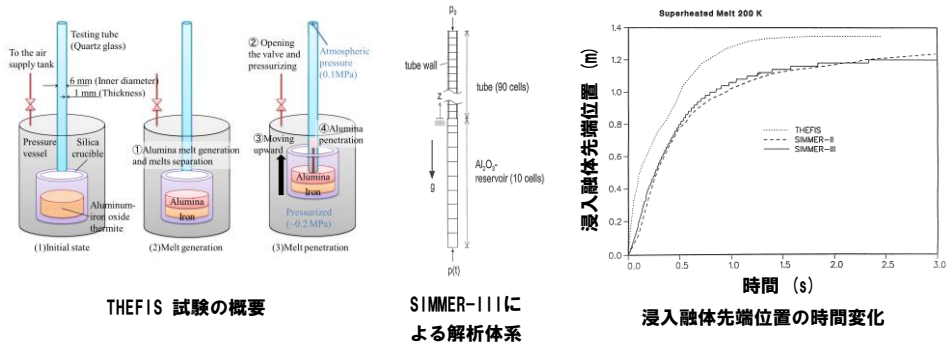 Testing tube
(Quartz glass)
To the air
supply tank
6 mm (Inner diameter)
1 mm (Thickness)
Pressure
vessel
Silica
crucible
Aluminum-
iron oxide
thermite
(1)Initial state
①Alumina melt generation
and melts separation
Alumina
Iron
(2)Melt generation
②Opening
the valve and
pressurizing
Atmospheric
pressure
(0.1MPa)
③Moving
upward
④Alumina
penetration
Alumina
Iron
Pressurized
(~0.2 MPa)
(3)Melt penetration
THEFIS 試験の概要
p₀
tube wall
tube (90 cells)
z
Al₂O₃-
reservoir (10 cells)
g
p(t)
SIMMER-IIIに
よる解析体系
Superheated Melt 200 K
浸入融体先端位置 (m)
1.4
1.2
1.0
0.8
0.6
0.4
0.2
0.0
THEFIS
SIMMER-II
SIMMER-III
0.0 0.5 1.0 1.5 2.0 2.5 3.0
時間 (s)
浸入融体先端位置の時間変化